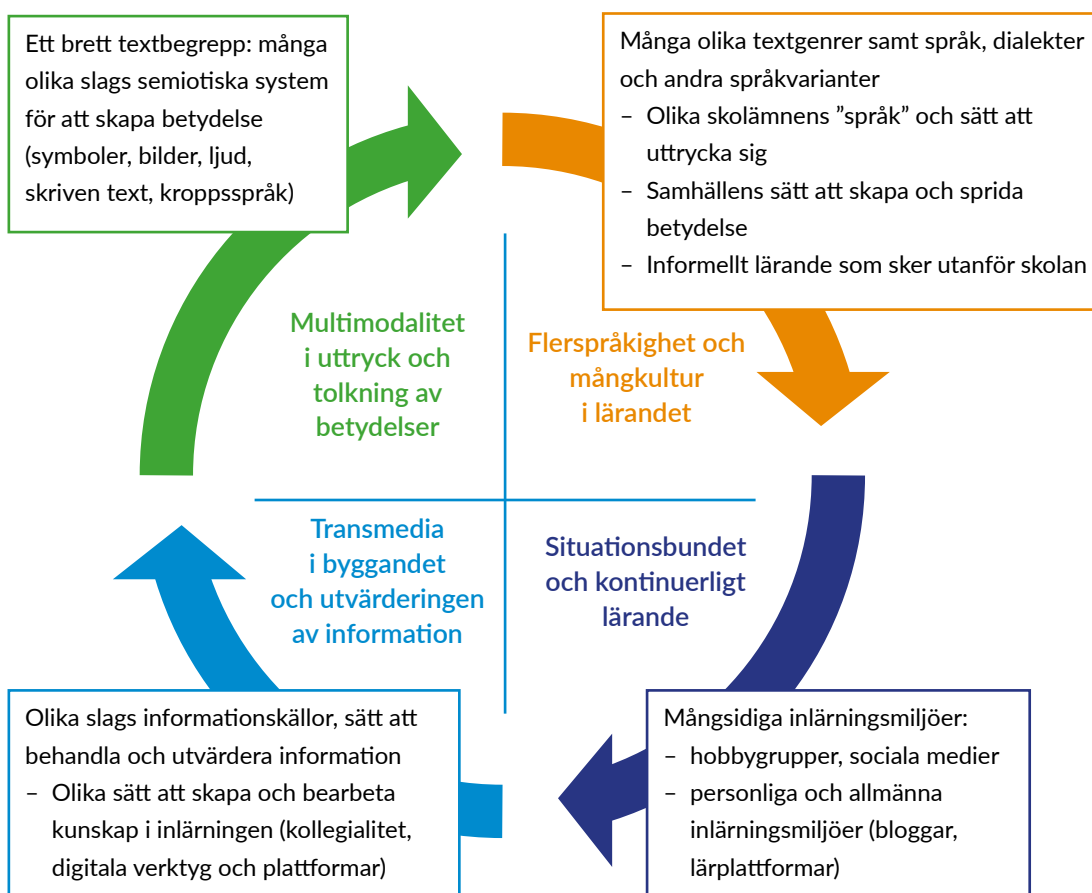 Ett brett textbegrepp: många
olika slags semiotiska system
för att skapa betydelse
(symboler, bilder, ljud,
skriven text, kroppsspråk)
Många olika textgenrer samt språk, dialekter
och andra språkvarianter
– Olika skolämnens ”språk” och sätt att
uttrycka sig
– Samhällens sätt att skapa och sprida
betydelse
– Informellt lärande som sker utanför skolan
Multimodalitet
i uttryck och
tolkning av
betydelser
Flerspråkighet och
mångkultur
i lärandet
Transmedia
i byggandet
och utvärderingen
av information
Situationsbundet
och kontinuerligt
lärande
Olika slags informationskällor, sätt att
behandla och utvärdera information
– Olika sätt att skapa och bearbeta
kunskap i inlärningen (kollegialitet,
digitala verktyg och plattformar)
Mångsidiga inlärningsmiljöer:
– hobbygrupper, sociala medier
– personliga och allmänna
inlärningsmiljöer (bloggar,
lärplattformar)